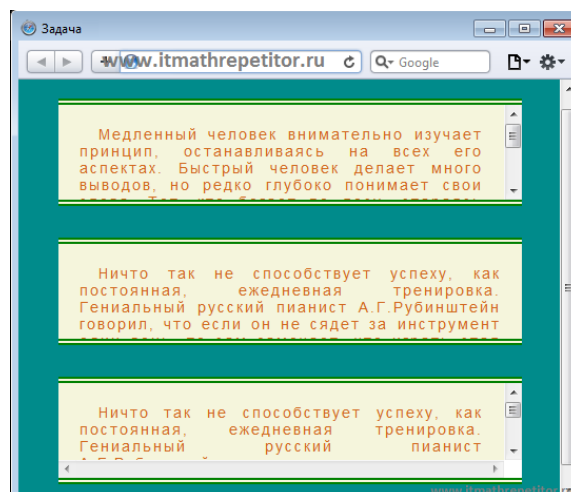 Задача
www.itmathrepetitor.ru
Google
Медленный человек внимательно изучает
принцип, останавливаясь на всех его
аспектах. Быстрый человек делает много
выводов, но редко глубоко понимает свои
Ничто так не способствует успеху, как
постоянная, ежедневная тренировка.
Гениальный русский пианист А.Г.Рубинштейн
говорил, что если он не сядет за инструмент
Ничто так не способствует успеху, как
постоянная, ежедневная тренировка.
Гениальный русский пианист
www.itmathrepetitor.ru